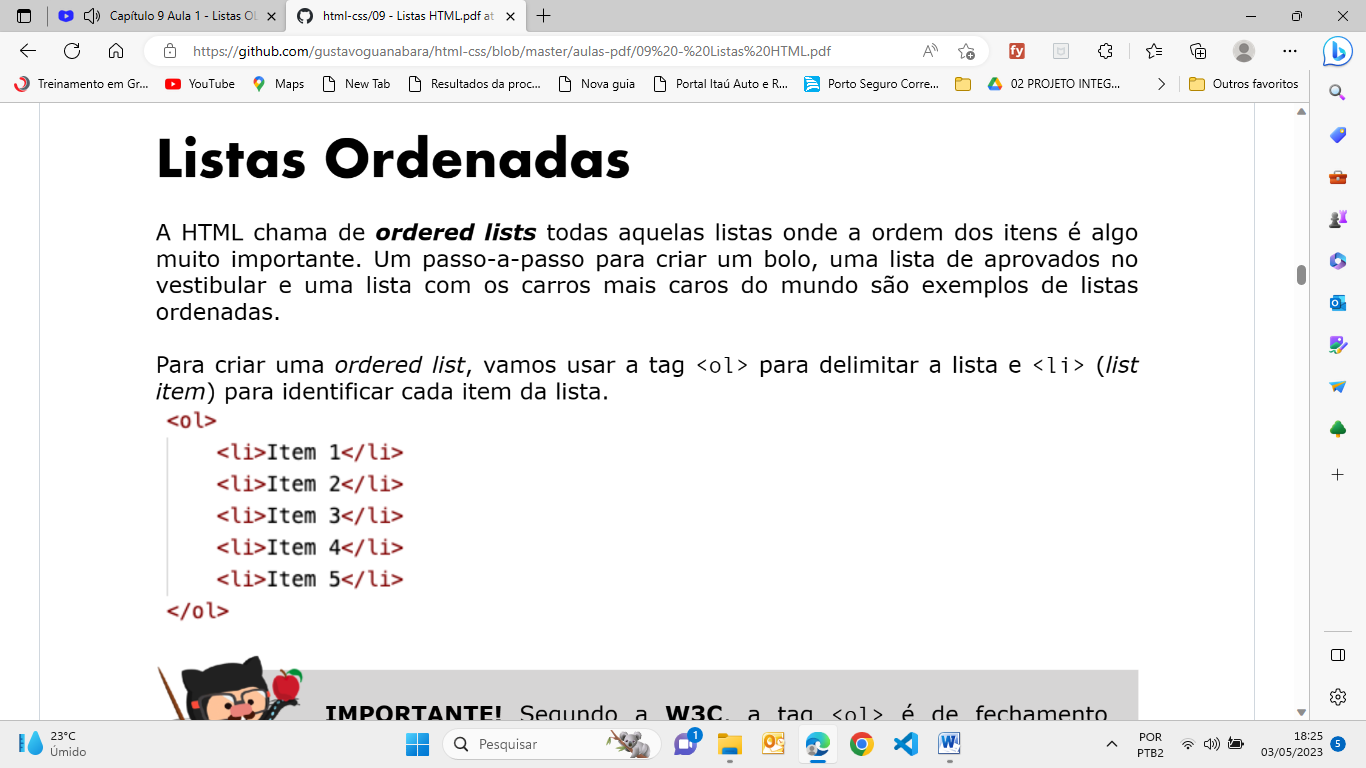 Capítulo 9 Aula 1 - Listas OL
html-css/09 - Listas HTML.pdf at
https://github.com/gustavoguanabara/html-css/blob/master/aulas-pdf/09%20-%20Listas%20HTML.pdf
Treinamento em Gr... YouTube Maps New Tab Resultados da proc... Nova guia Portal Itaú Auto e R... Porto Seguro Corre... 02 PROJETO INTEG... Outros favoritos
Listas Ordenadas
A HTML chama de ordered lists todas aquelas listas onde a ordem dos itens é algo
muito importante. Um passo-a-passo para criar um bolo, uma lista de aprovados no
vestibular e uma lista com os carros mais caros do mundo são exemplos de listas
ordenadas.
Para criar uma ordered list, vamos usar a tag <ol> para delimitar a lista e <li> (list
item) para identificar cada item da lista.
<ol>
<li>Item 1</li>
<li>Item 2</li>
<li>Item 3</li>
<li>Item 4</li>
<li>Item 5</li>
</ol>
IMPORTANTE! Segundo a W3C, a tag <ol> é de fechamento
23°C
Úmido
Pesquisar
1
POR
PTB2
18:25
03/05/2023
5